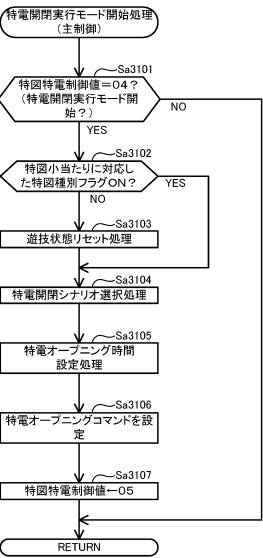 特電開閉実行モード開始処理
(主制御)
Sa3101
特図特電制御値=04?
(特電開閉実行モード開
始?)
NO
YES
Sa3102
特図小当たりに対応し
た特図種別フラグON?
YES
NO
Sa3103
遊技状態リセット処理
Sa3104
特電開閉シナリオ選択処理
Sa3105
特電オープニング時間
設定処理
Sa3106
特電オープニングコマンドを設
定
Sa3107
特図特電制御値←05
RETURN